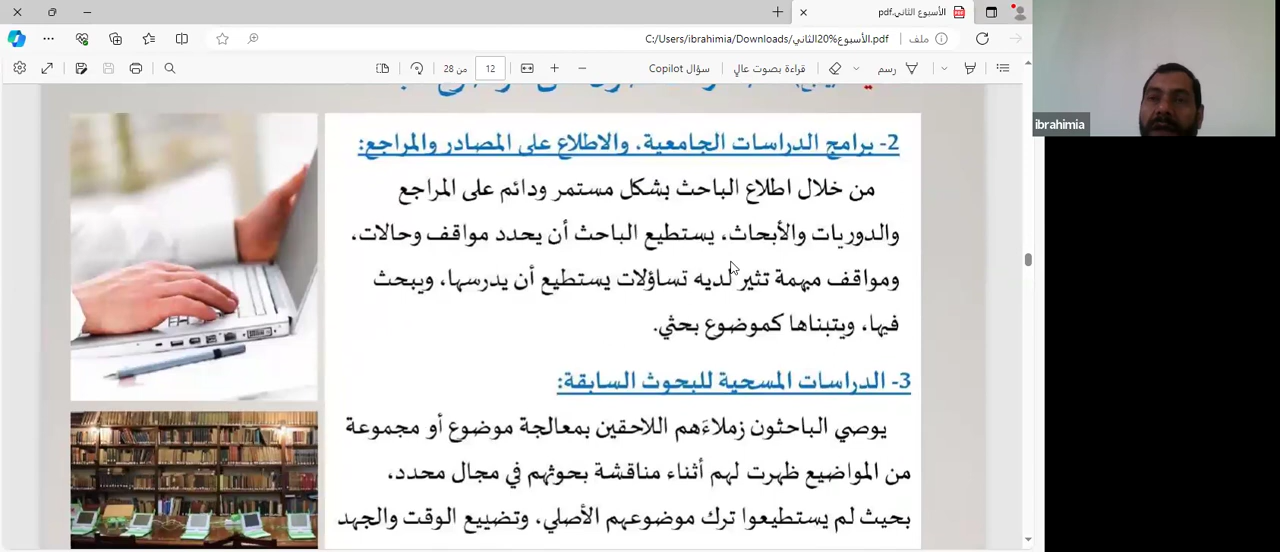 الأسبوع الثاني.pdf
ملف
C:/Users/ibrahimia/Downloads/الأسبوع%20الثاني.pdf
رسم
قراءة بصوت عالٍ
سؤال Copilot
12
من 28
ibrahimia
2- برامج الدراسات الجامعية، والاطلاع على المصادر والمراجع:
من خلال اطلاع الباحث بشكل مستمر ودائم على المراجع
والدوريات والأبحاث، يستطيع الباحث أن يحدد مواقف وحالات،
ومواقف مبهمة تثير لديه تساؤلات يستطيع أن يدرسها، ويبحث
فيها، ويتبناها كموضوع بحثي.
3- الدراسات المسحية للبحوث السابقة:
يوصي الباحثون زملاءَهم اللاحقين بمعالجة موضوع أو مجموعة
من المواضيع ظهرت لهم أثناء مناقشة بحوثهم في مجال محدد،
بحيث لم يستطيعوا ترك موضوعهم الأصلي، وتضييع الوقت والجهد